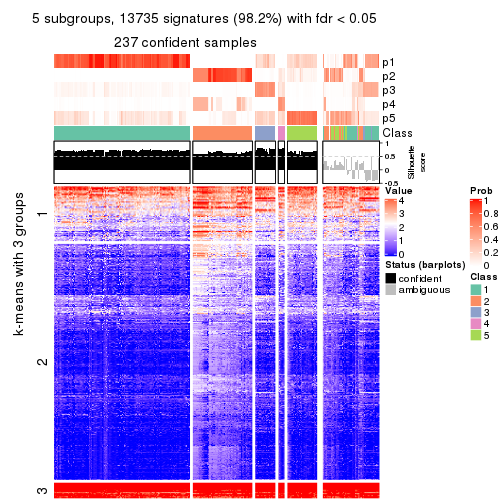 5 subgroups, 13735 signatures (98.2%) with fdr < 0.05
237 confident samples
p1
p2
p3
p4
p5
Class
1
0.5
0
-0.5
Silhouette
score
k-means with 3 groups
1
2
3
Value
4
3
2
1
0
Status (barplots)
confident
ambiguous
Prob
1
0.8
0.6
0.4
0.2
0
Class
1
2
3
4
5